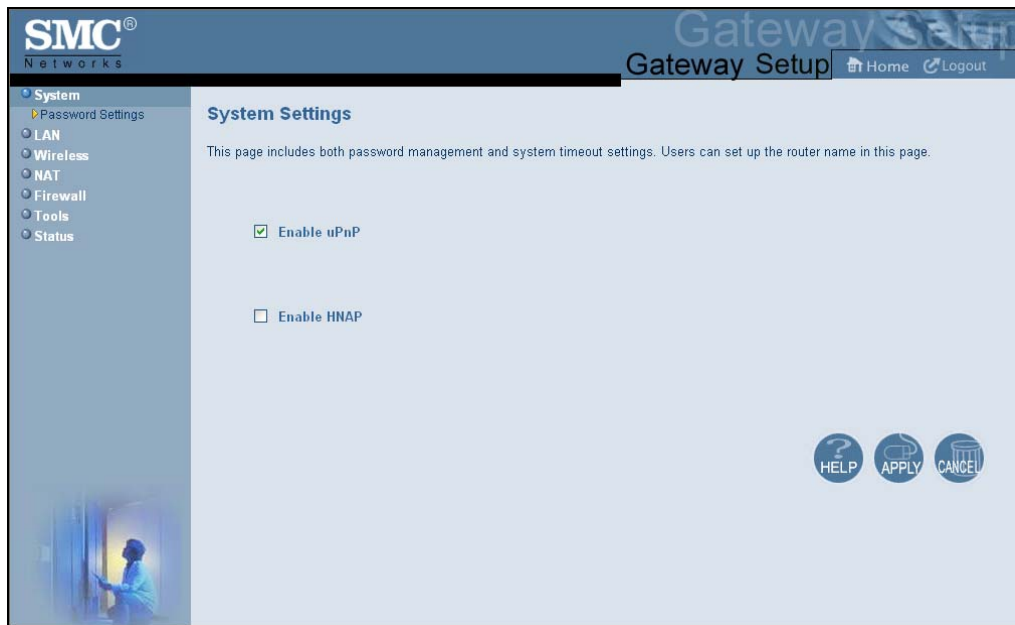 SMC®
Networks
Gateway Setup
Gateway Setup
Home
Logout
System
Password Settings
LAN
Wireless
NAT
Firewall
Tools
Status
System Settings
This page includes both password management and system timeout settings. Users can set up the router name in this page.
Enable uPnP
Enable HNAP
HELP
APPLY
CANCEL